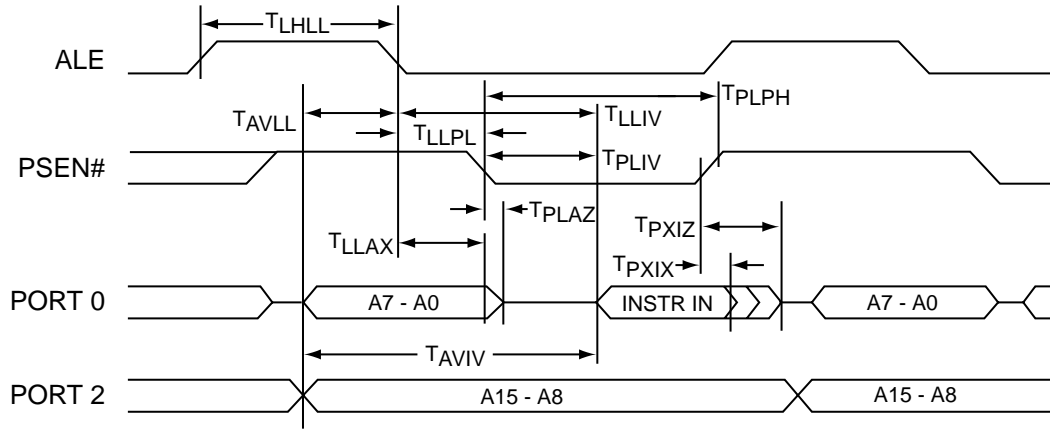 TLHLL
ALE
TAVLL
TLLIV
TPLPH
TLLPL
PSEN#
TPLIV
TPLAZ
TLLAX
TPXIZ
TPXIX
PORT 0
A7 - A0
INSTR IN
A7 - A0
TAVIV
PORT 2
A15 - A8
A15 - A8